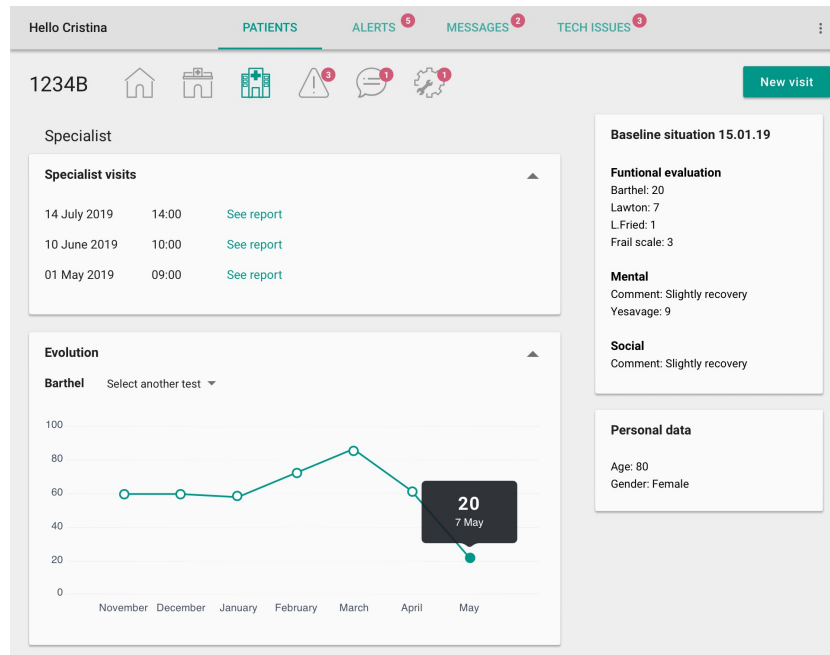 Hello Cristina
PATIENTS
ALERTS 5
MESSAGES 2
TECH ISSUES 3
1234B
3
1
1
New visit
Specialist
Specialist visits
14 July 2019 14:00 See report
10 June 2019 10:00 See report
01 May 2019 09:00 See report
Evolution
Barthel Select another test
100
80
60
40
20
0
20
7 May
November December January February March April May
Baseline situation 15.01.19
Funtional evaluation
Barthel: 20
Lawton: 7
L.Fried: 1
Frail scale: 3
Mental
Comment: Slightly recovery
Yesavage: 9
Social
Comment: Slightly recovery
Personal data
Age: 80
Gender: Female